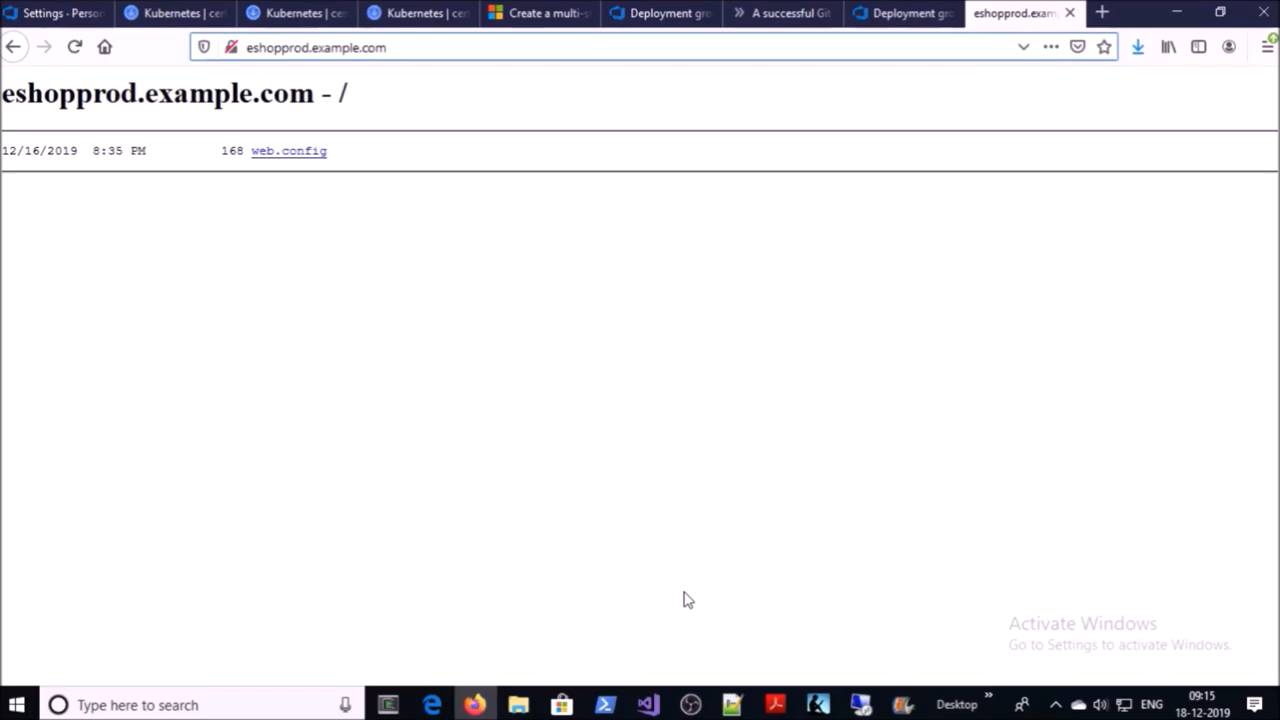 Settings · Person
Kubernetes | cer
Kubernetes | cer
Kubernetes | cer
Create a multi-s
Deployment gro
A successful Git
Deployment gro
eshopprod.exam
eshopprod.example.com
eshopprod.example.com - /
12/16/2019 8:35 PM 168 web.config
Activate Windows
Go to Settings to activate Windows.
Type here to search
Desktop
ENG
09:15
18-12-2019